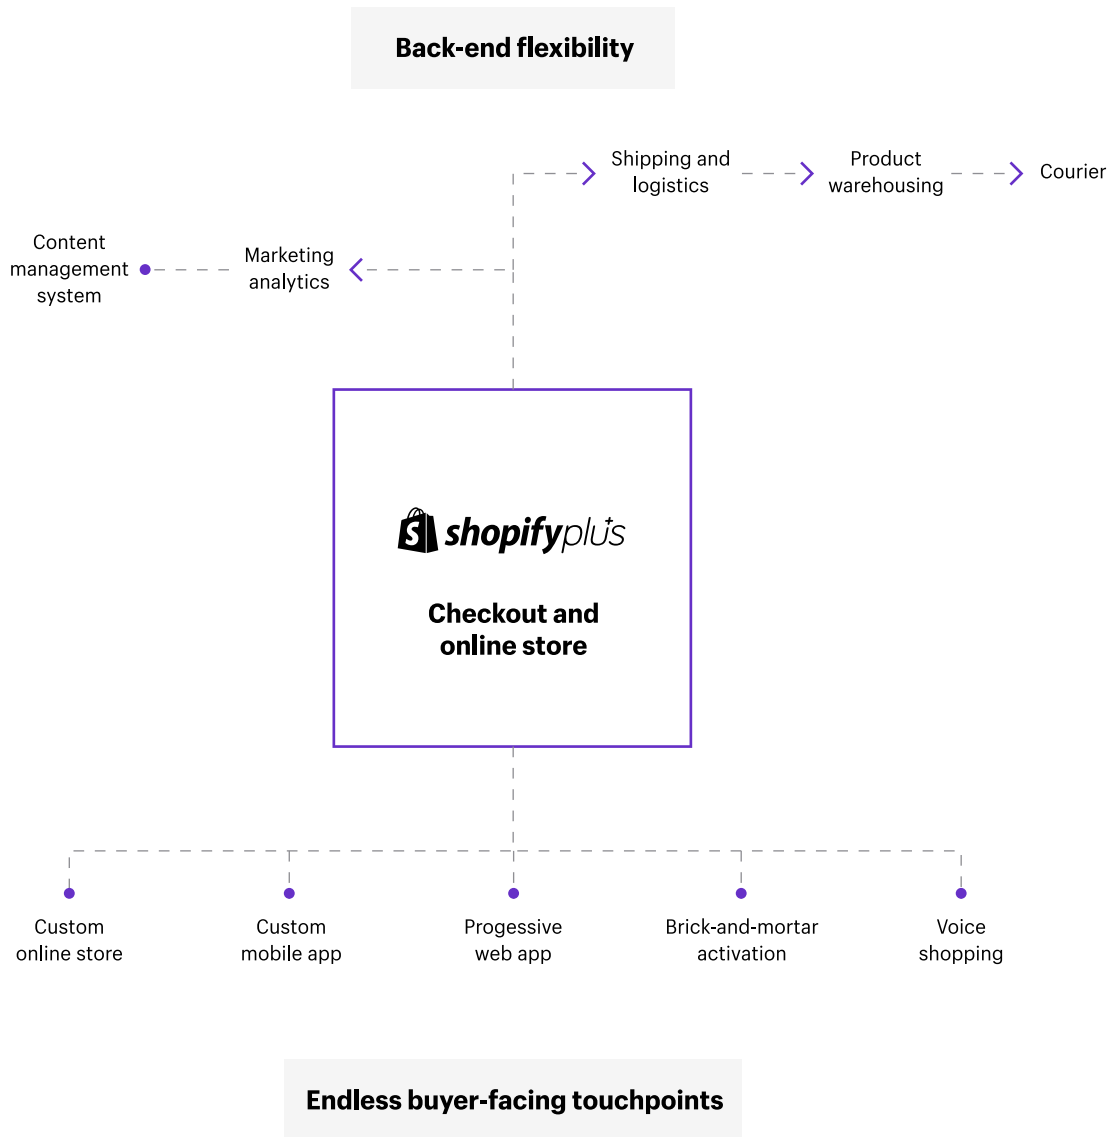 Back-end flexibility
Shipping and
logistics
Product
warehousing
Courier
Content
management
system
Marketing
analytics
shopifyplus
Checkout and
online store
Custom
online store
Custom
mobile app
Progessive
web app
Brick-and-mortar
activation
Voice
shopping
Endless buyer-facing touchpoints